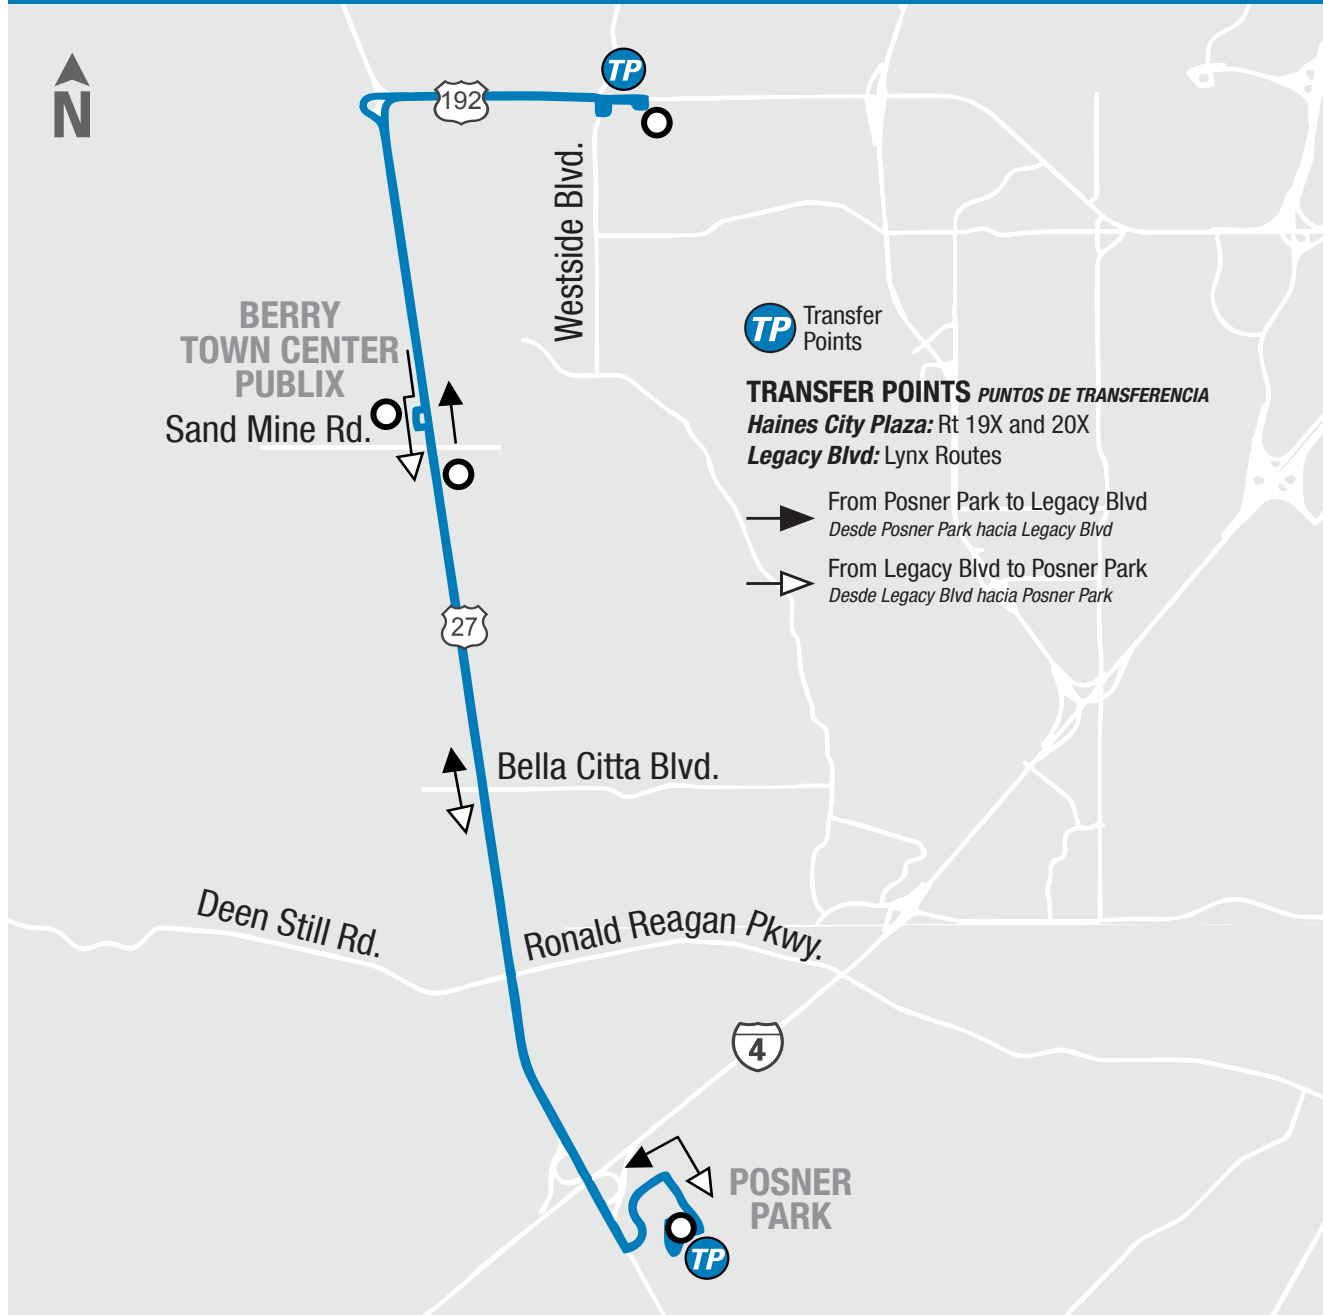 N
TP
192
Westside Blvd.
BERRY
TOWN CENTER
PUBLIX
Sand Mine Rd.
TP Transfer
Points
TRANSFER POINTS PUNTOS DE TRANSFERENCIA
Haines City Plaza: Rt 19X and 20X
Legacy Blvd: Lynx Routes
From Posner Park to Legacy Blvd
Desde Posner Park hacia Legacy Blvd
From Legacy Blvd to Posner Park
Desde Legacy Blvd hacia Posner Park
27
Bella Citta Blvd.
Deen Still Rd.
Ronald Reagan Pkwy.
4
POSNER
PARK
TP